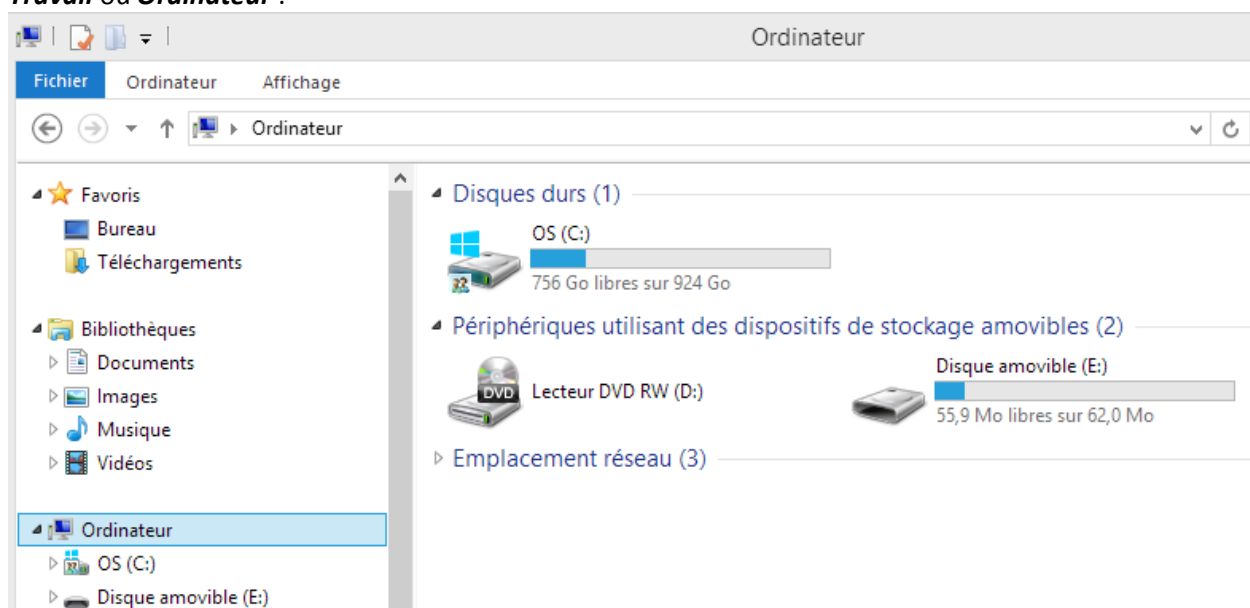 Travail ou Ordinateur :
Ordinateur
Fichier Ordinateur Affichage
Ordinateur
Favoris
Bureau
Téléchargements
Bibliothèques
Documents
Images
Musique
Vidéos
Ordinateur
OS (C:)
Disque amovible (E:)
Disques durs (1)
OS (C:)
756 Go libres sur 924 Go
Périphériques utilisant des dispositifs de stockage amovibles (2)
DVD
Lecteur DVD RW (D:)
Disque amovible (E:)
55,9 Mo libres sur 62,0 Mo
Emplacement réseau (3)